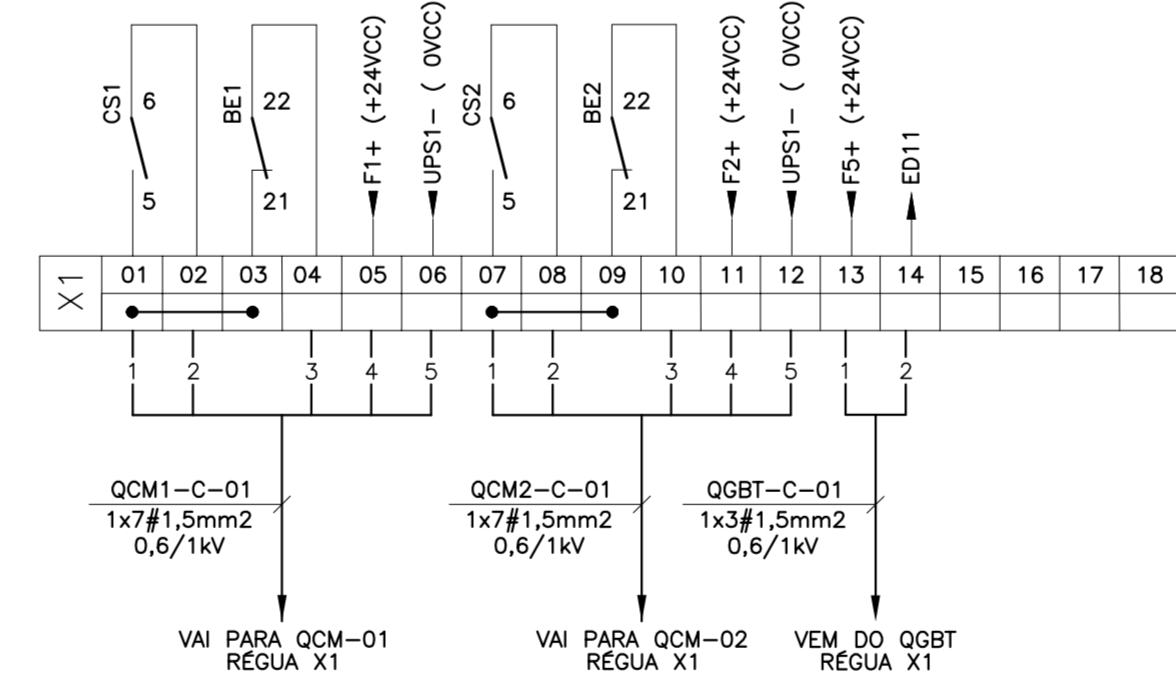 CS1
6
5
BE1
22
21
F1+ (+24VCC)
UPS1- ( 0VCC)
CS2
6
5
BE2
22
21
F2+ (+24VCC)
UPS1- ( 0VCC)
F5+ (+24VCC)
ED11
X1
01 02 03 04 05 06 07 08 09 10 11 12 13 14 15 16 17 18
1 2 3 4 5 1 2 3 4 5 1 2
QCM1-C-01
1x7#1,5mm2
0,6/1kV
QCM2-C-01
1x7#1,5mm2
0,6/1kV
QGBT-C-01
1x3#1,5mm2
0,6/1kV
VAI PARA QCM-01
RÉGUA X1
VAI PARA QCM-02
RÉGUA X1
VEM DO QGBT
RÉGUA X1